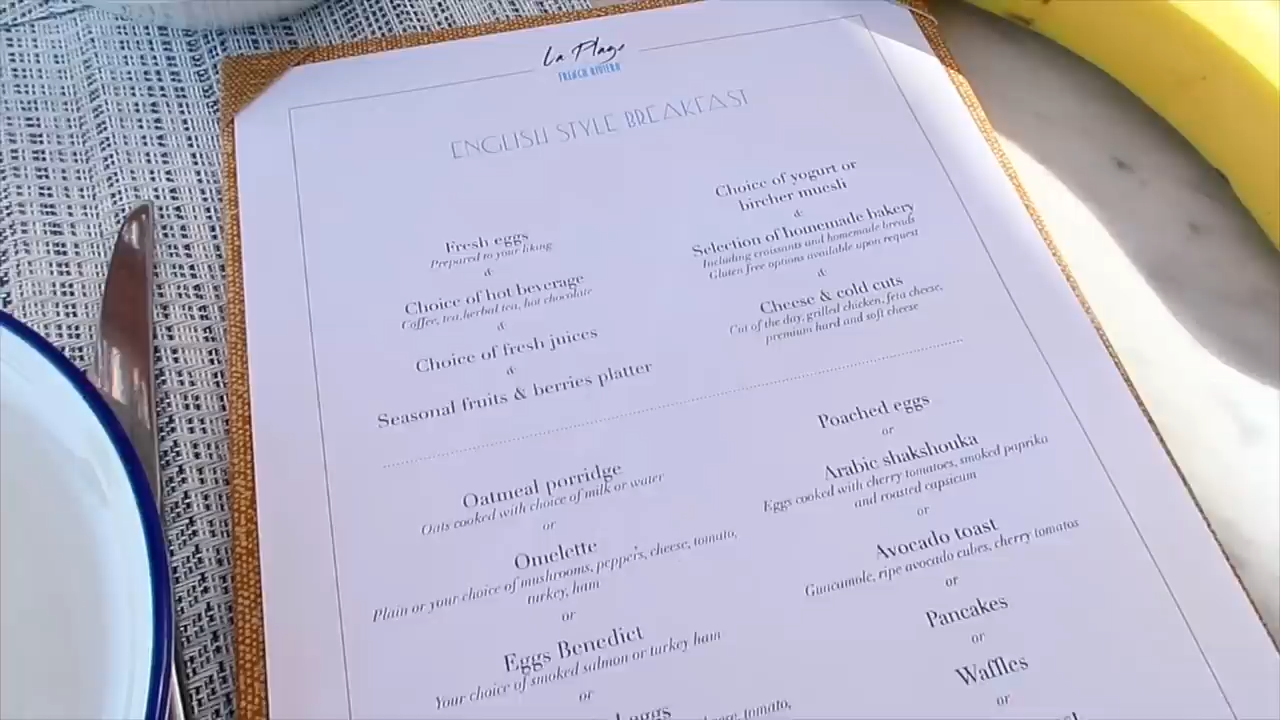 La Plage
FRENCH RIVIERA
ENGLISH STYLE BREAKFAST
Fresh eggs
Prepared to your liking
&
Choice of hot beverage
Coffee, tea, herbal tea, hot chocolate
&
Choice of fresh juices
&
Seasonal fruits & berries platter
Choice of yogurt or
bircher muesli
&
Selection of homemade bakery
Including croissants and homemade breads
Gluten free options available upon request
&
Cheese & cold cuts
Cut of the day, grilled chicken, feta cheese,
premium hard and soft cheese
Oatmeal porridge
Oats cooked with choice of milk or water
or
Omelette
Plain or your choice of mushrooms, peppers, cheese, tomato,
turkey, ham
or
Eggs Benedict
Your choice of smoked salmon or turkey ham
or
eggs
tomato,
Poached eggs
or
Arabic shakshouka
Eggs cooked with cherry tomatoes, smoked paprika
and roasted capsicum
or
Avocado toast
Guacamole, ripe avocado cubes, cherry tomatos
or
Pancakes
or
Waffles
or